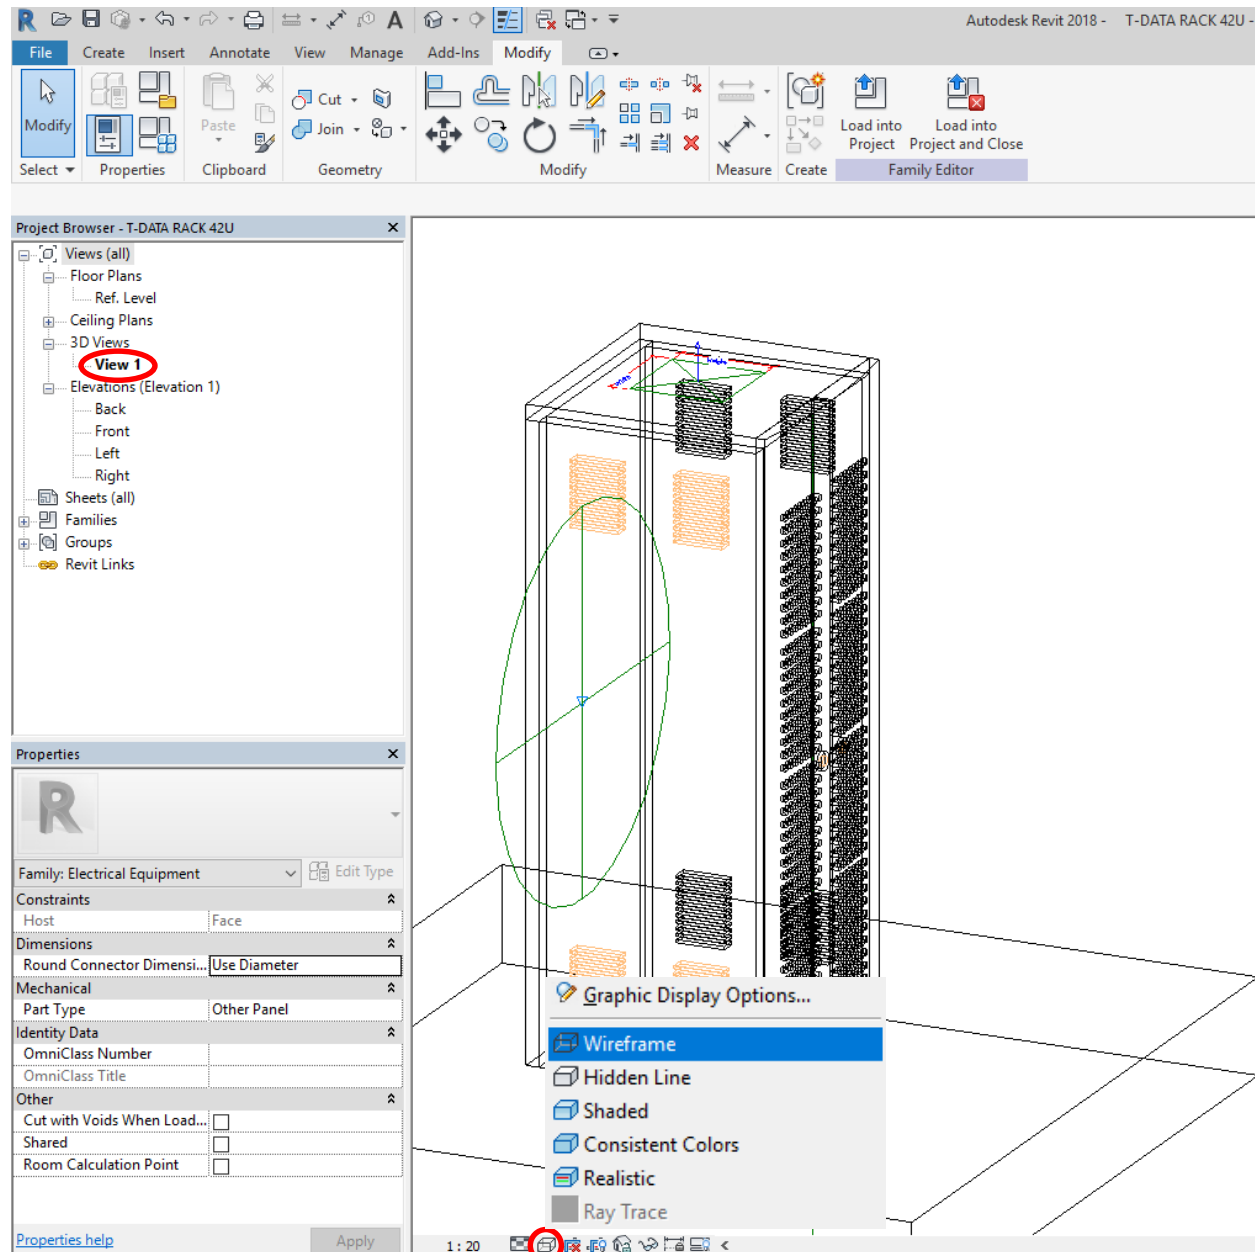 Autodesk Revit 2018 - T-DATA RACK 42U -
File Create Insert Annotate View Manage Add-Ins Modify
Modify
Paste
Cut
Join
Load into Project
Load into Project and Close
Select Properties Clipboard Geometry Modify Measure Create Family Editor
Project Browser - T-DATA RACK 42U
Views (all)
Floor Plans
Ref. Level
Ceiling Plans
3D Views
View 1
Elevations (Elevation 1)
Back
Front
Left
Right
Sheets (all)
Families
Groups
Revit Links
Properties
R
Family: Electrical Equipment Edit Type
Constraints
Host Face
Dimensions
Round Connector Dimensi... Use Diameter
Mechanical
Part Type Other Panel
Identity Data
OmniClass Number
OmniClass Title
Other
Cut with Voids When Load...
Shared
Room Calculation Point
Properties help Apply
Graphic Display Options...
Wireframe
Hidden Line
Shaded
Consistent Colors
Realistic
Ray Trace
1 : 20